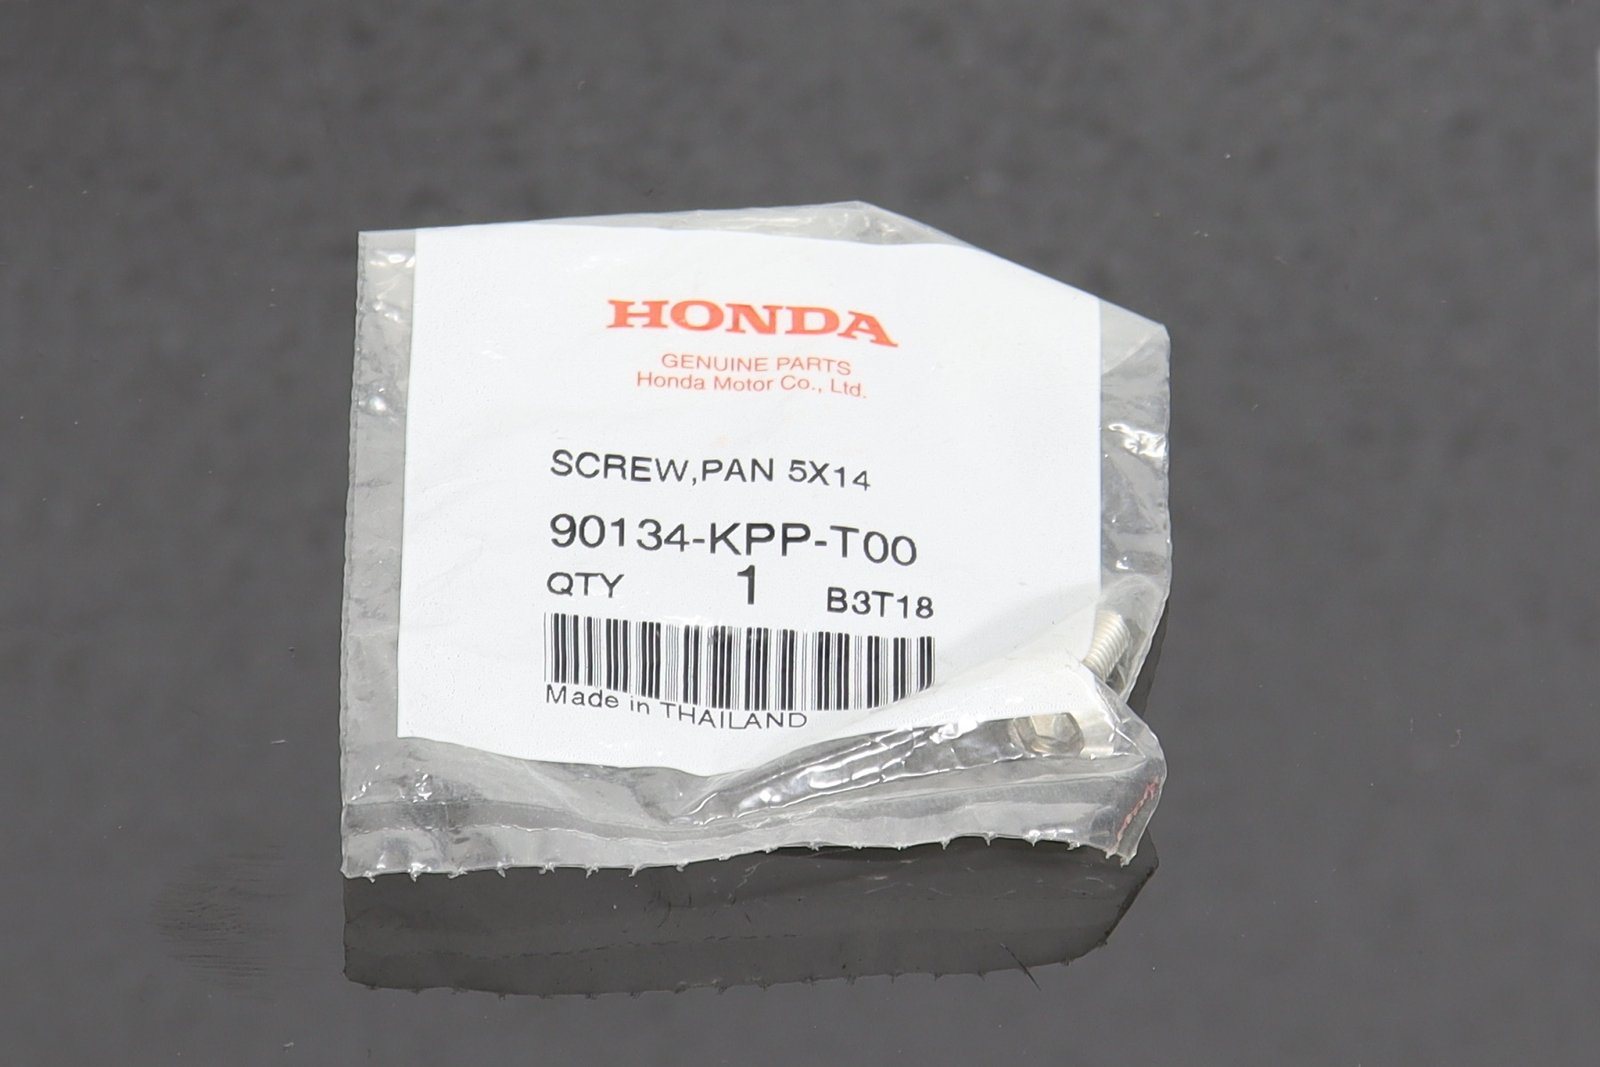 HONDA
GENUINE PARTS
Honda Motor Co., Ltd.
SCREW,PAN 5X14
90134-KPP-T00
QTY 1 B3T18
Made in THAILAND